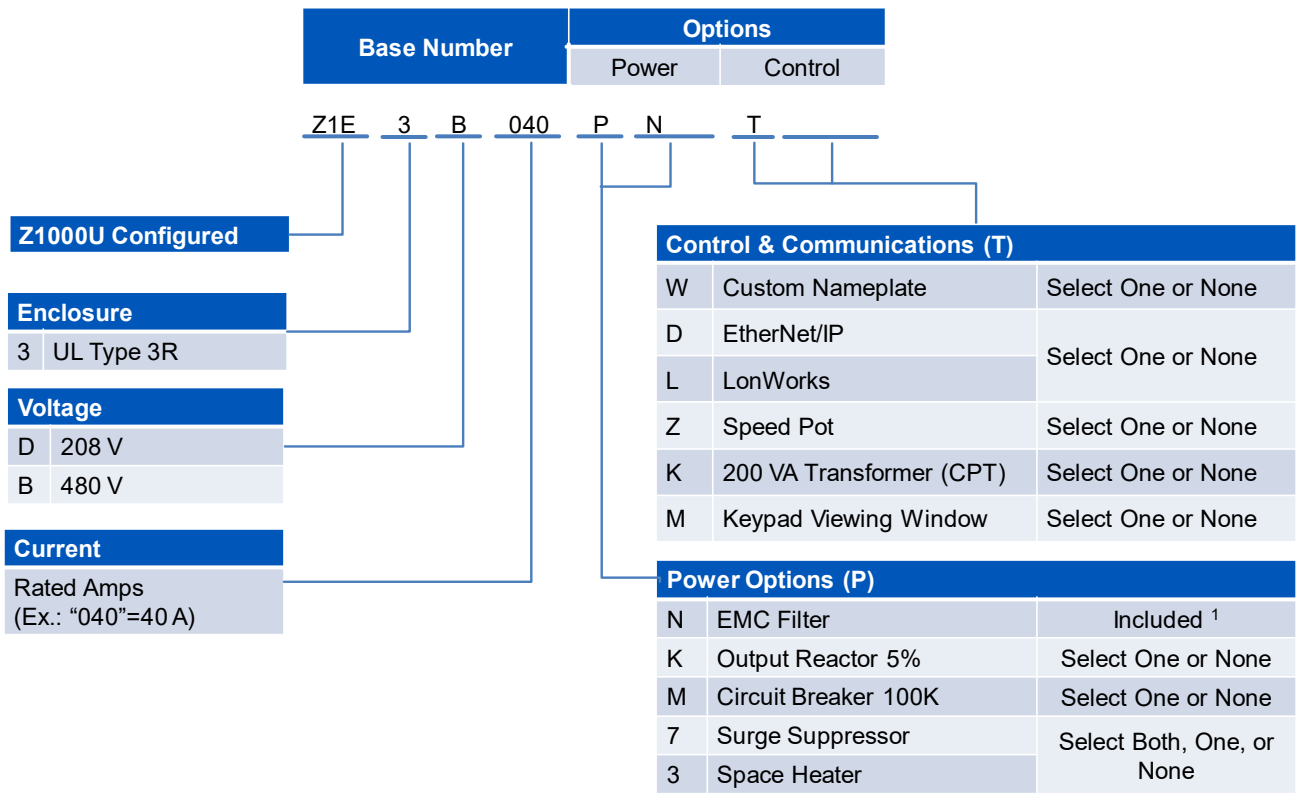 Base Number
Options
Power Control
Z1E 3 B 040 P N T
Z1000U Configured
Enclosure
3 UL Type 3R
Voltage
D 208 V
B 480 V
Current
Rated Amps
(Ex.: “040”=40 A)
Control & Communications (T)
W Custom Nameplate Select One or None
D EtherNet/IP
Select One or None
L LonWorks
Z Speed Pot Select One or None
K 200 VA Transformer (CPT) Select One or None
M Keypad Viewing Window Select One or None
Power Options (P)
N EMC Filter Included 1
K Output Reactor 5% Select One or None
M Circuit Breaker 100K Select One or None
7 Surge Suppressor
Select Both, One, or
None
3 Space Heater